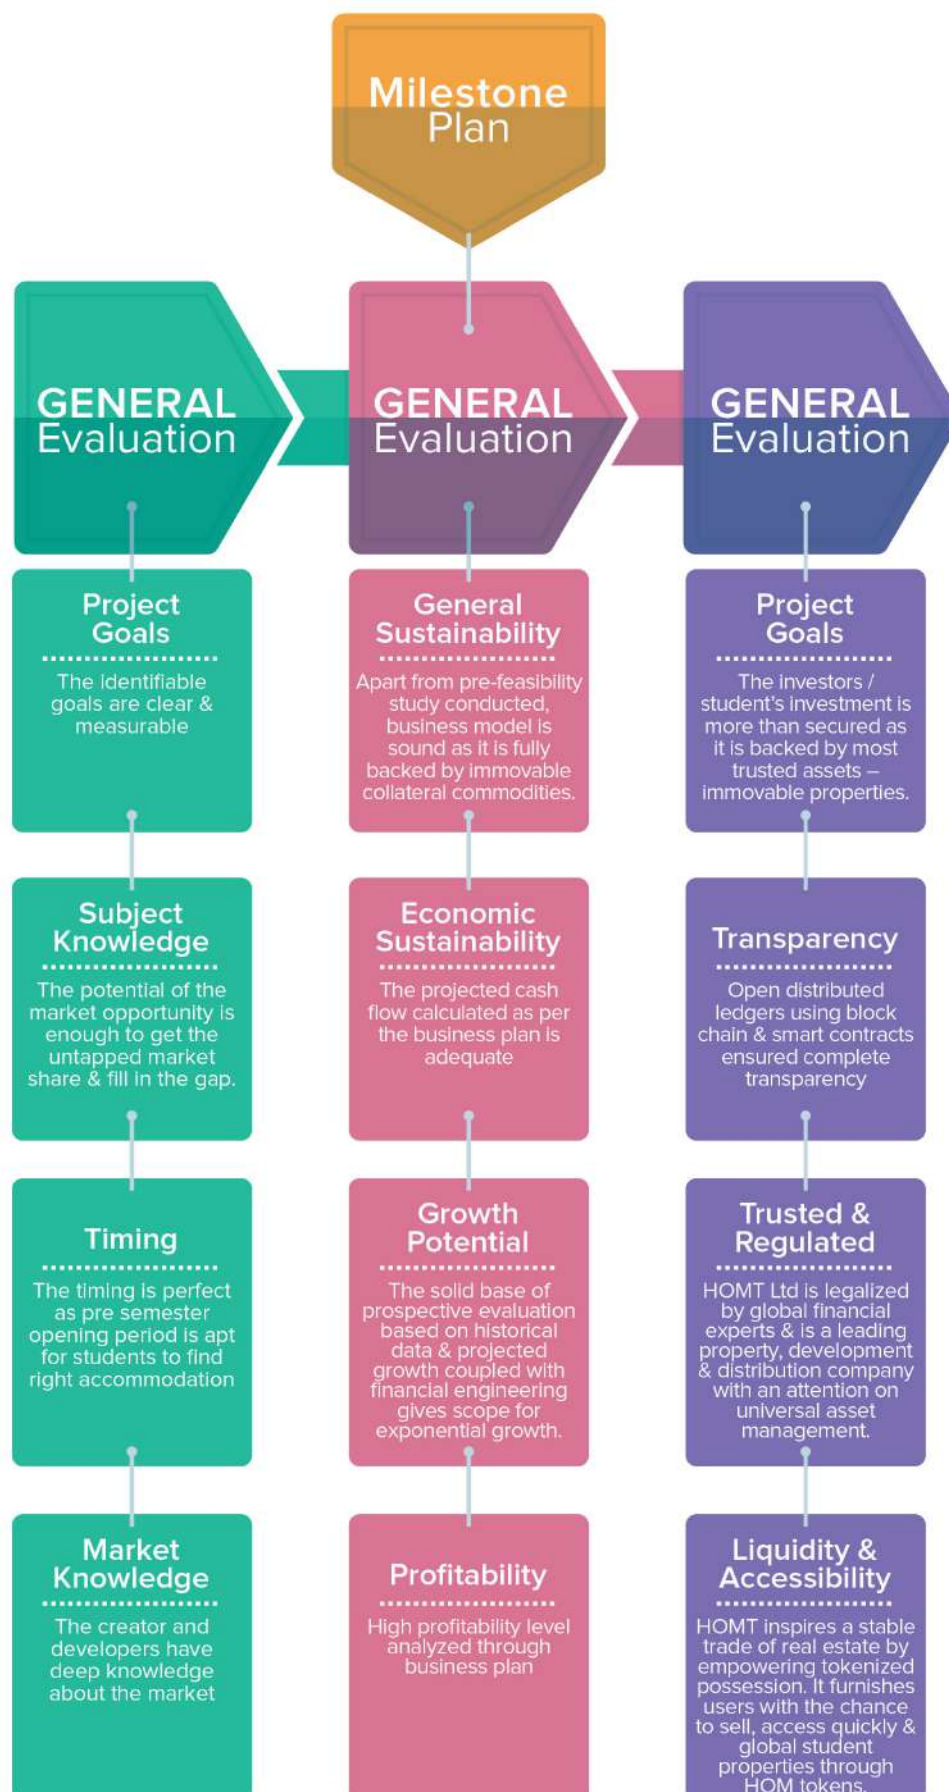 Milestone
Plan
GENERAL
Evaluation
Project
Goals
The identifiable
goals are clear &
measurable
Subject
Knowledge
The potential of the
market opportunity is
enough to get the
untapped market
share & fill in the gap.
Timing
The timing is perfect
as pre semester
opening period is apt
for students to find
right accommodation
Market
Knowledge
The creator and
developers have
deep knowledge
about the market
GENERAL
Evaluation
General
Sustainability
Apart from pre-feasibility
study conducted,
business model is
sound as it is fully
backed by immovable
collateral commodities.
Economic
Sustainability
The projected cash
flow calculated as per
the business plan is
adequate
Growth
Potential
The solid base of
prospective evaluation
based on historical
data & projected
growth coupled with
financial engineering
gives scope for
exponential growth.
Profitability
High profitability level
analyzed through
business plan
GENERAL
Evaluation
Project
Goals
The investors /
student's investment is
more than secured as
it is backed by most
trusted assets –
immovable properties.
Transparency
Open distributed
ledgers using block
chain & smart contracts
ensured complete
transparency
Trusted &
Regulated
HOMT Ltd is legalized
by global financial
experts & is a leading
property, development
& distribution company
with an attention on
universal asset
management.
Liquidity &
Accessibility
HOMT inspires a stable
trade of real estate by
empowering tokenized
possession. It furnishes
users with the chance
to sell, access quickly &
global student
properties through
HOM tokens.